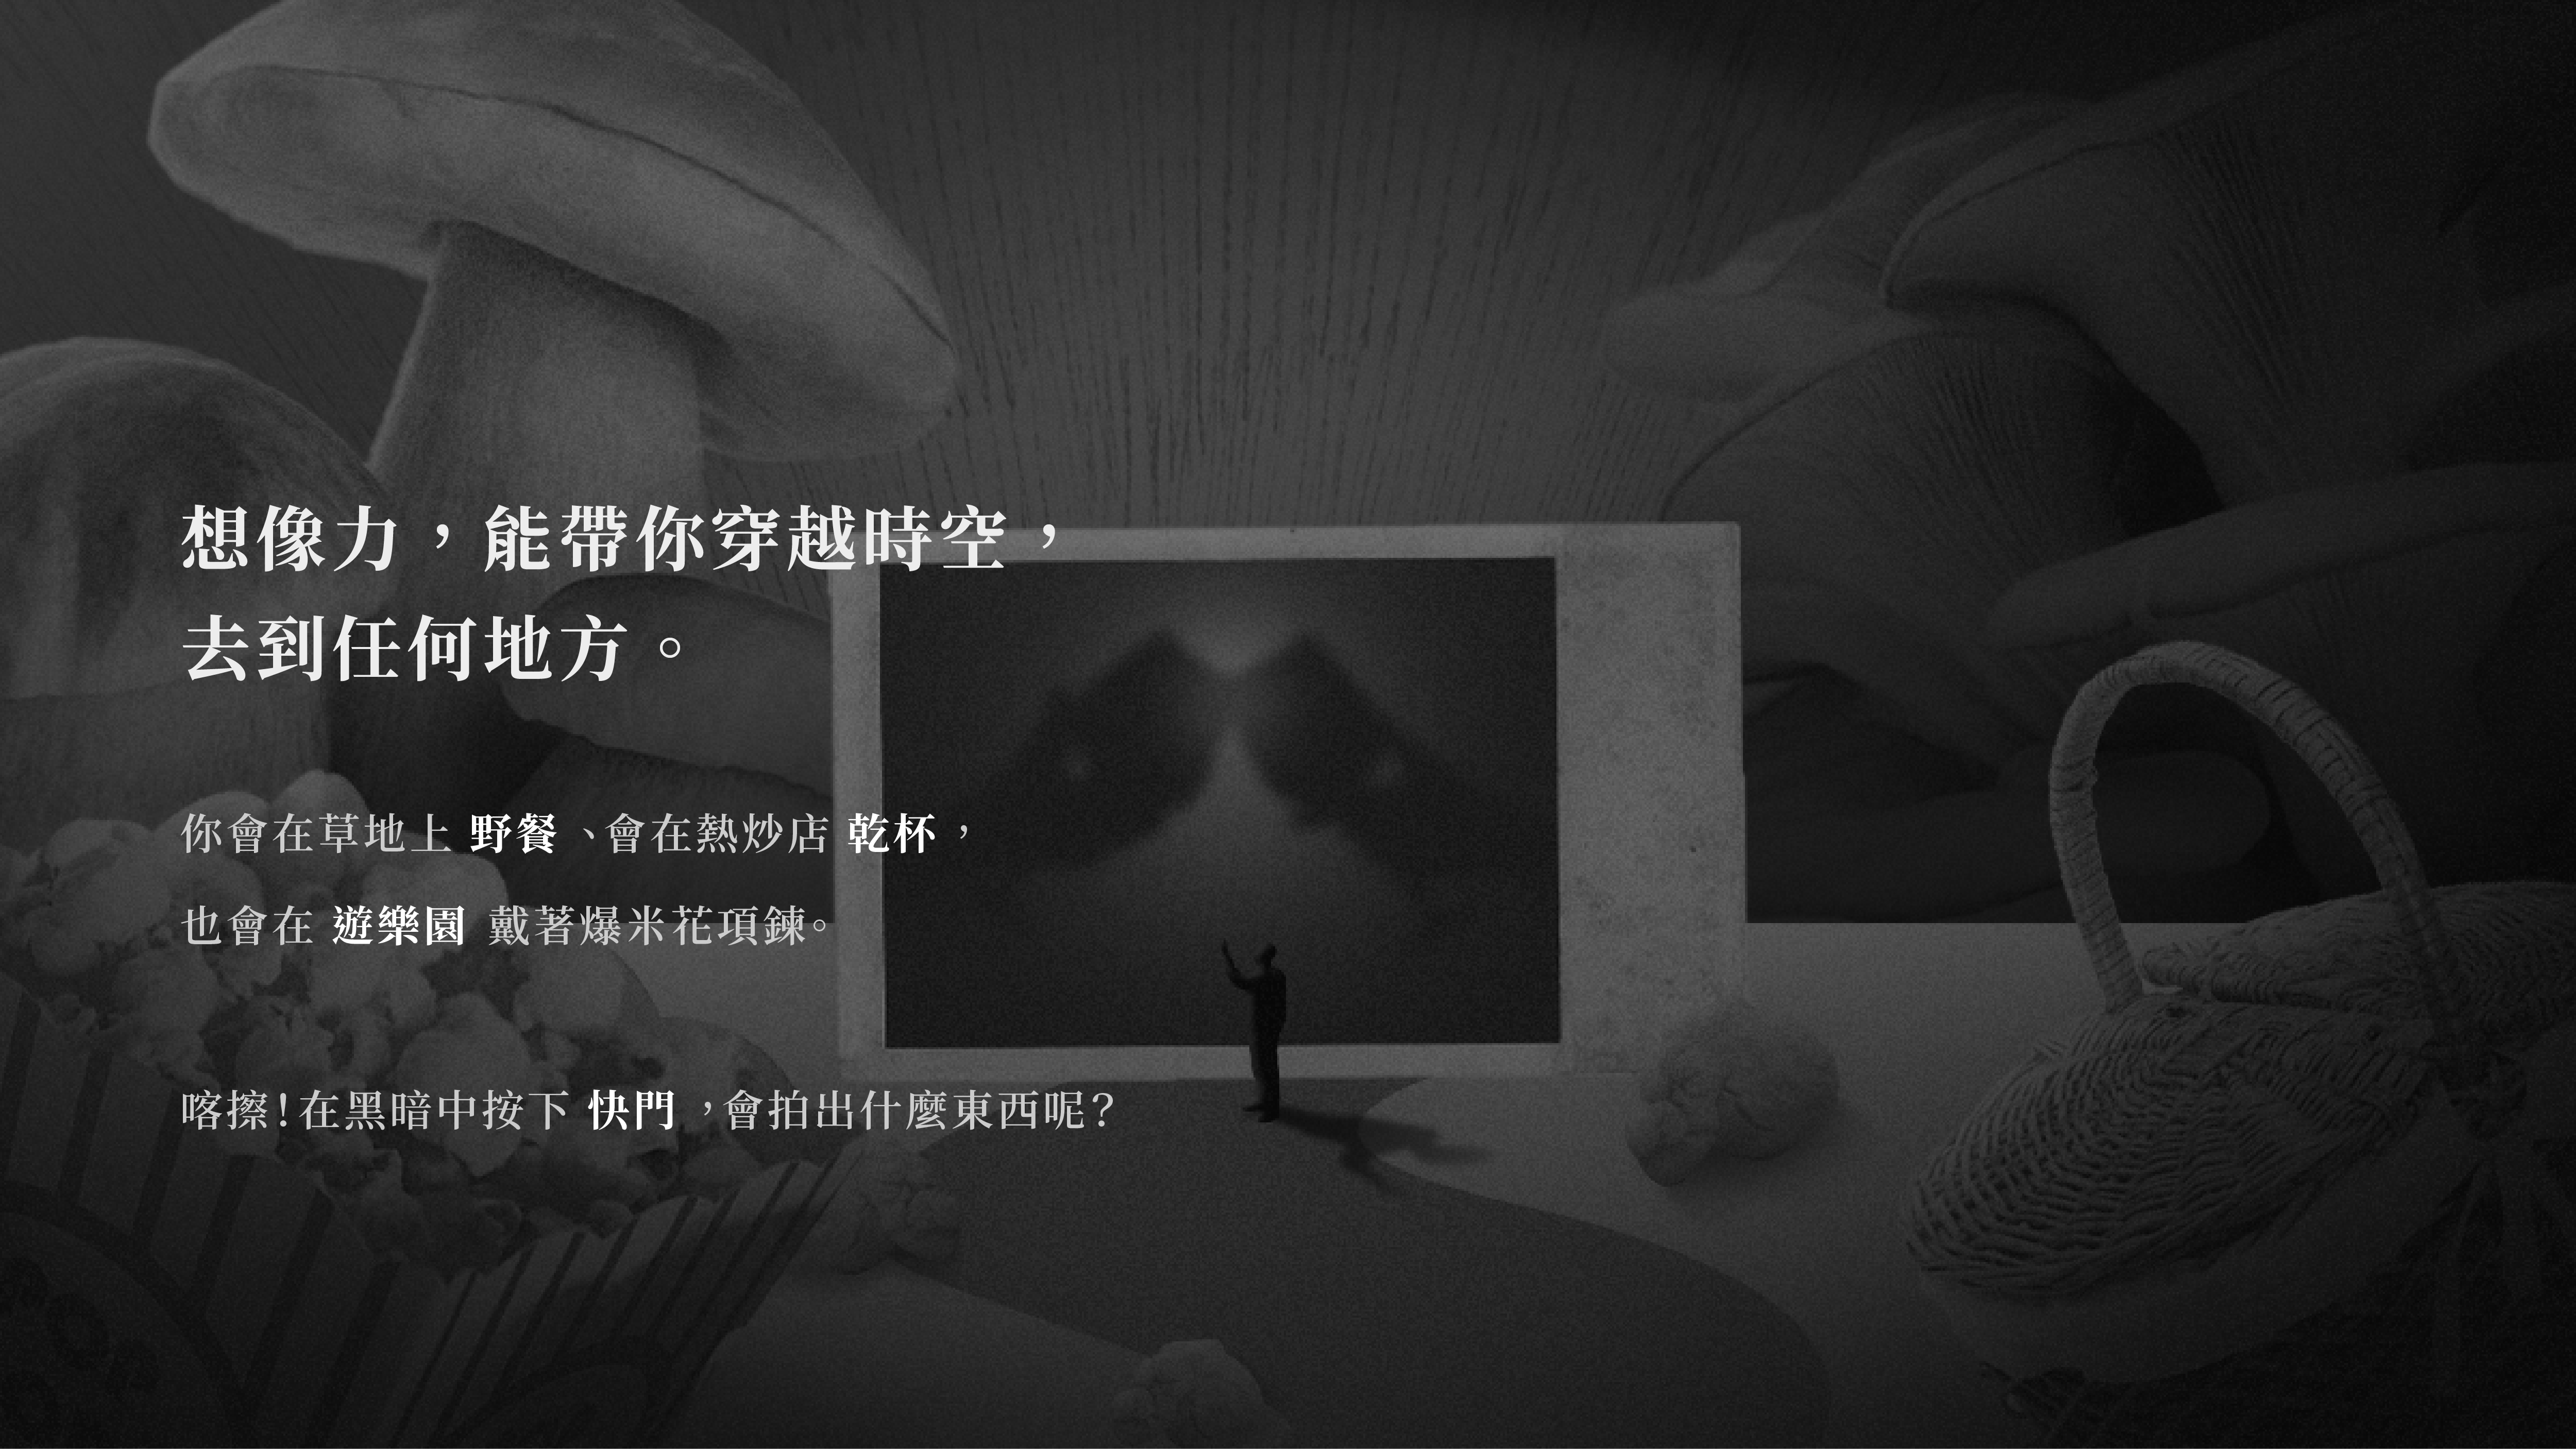 想像力，能帶你穿越時空，
去到任何地方。
你會在草地上 野餐 、會在熱炒店 乾杯 ，
也會在 遊樂園 戴著爆米花項鍊。
喀擦！在黑暗中按下 快門 ，會拍出什麼東西呢？